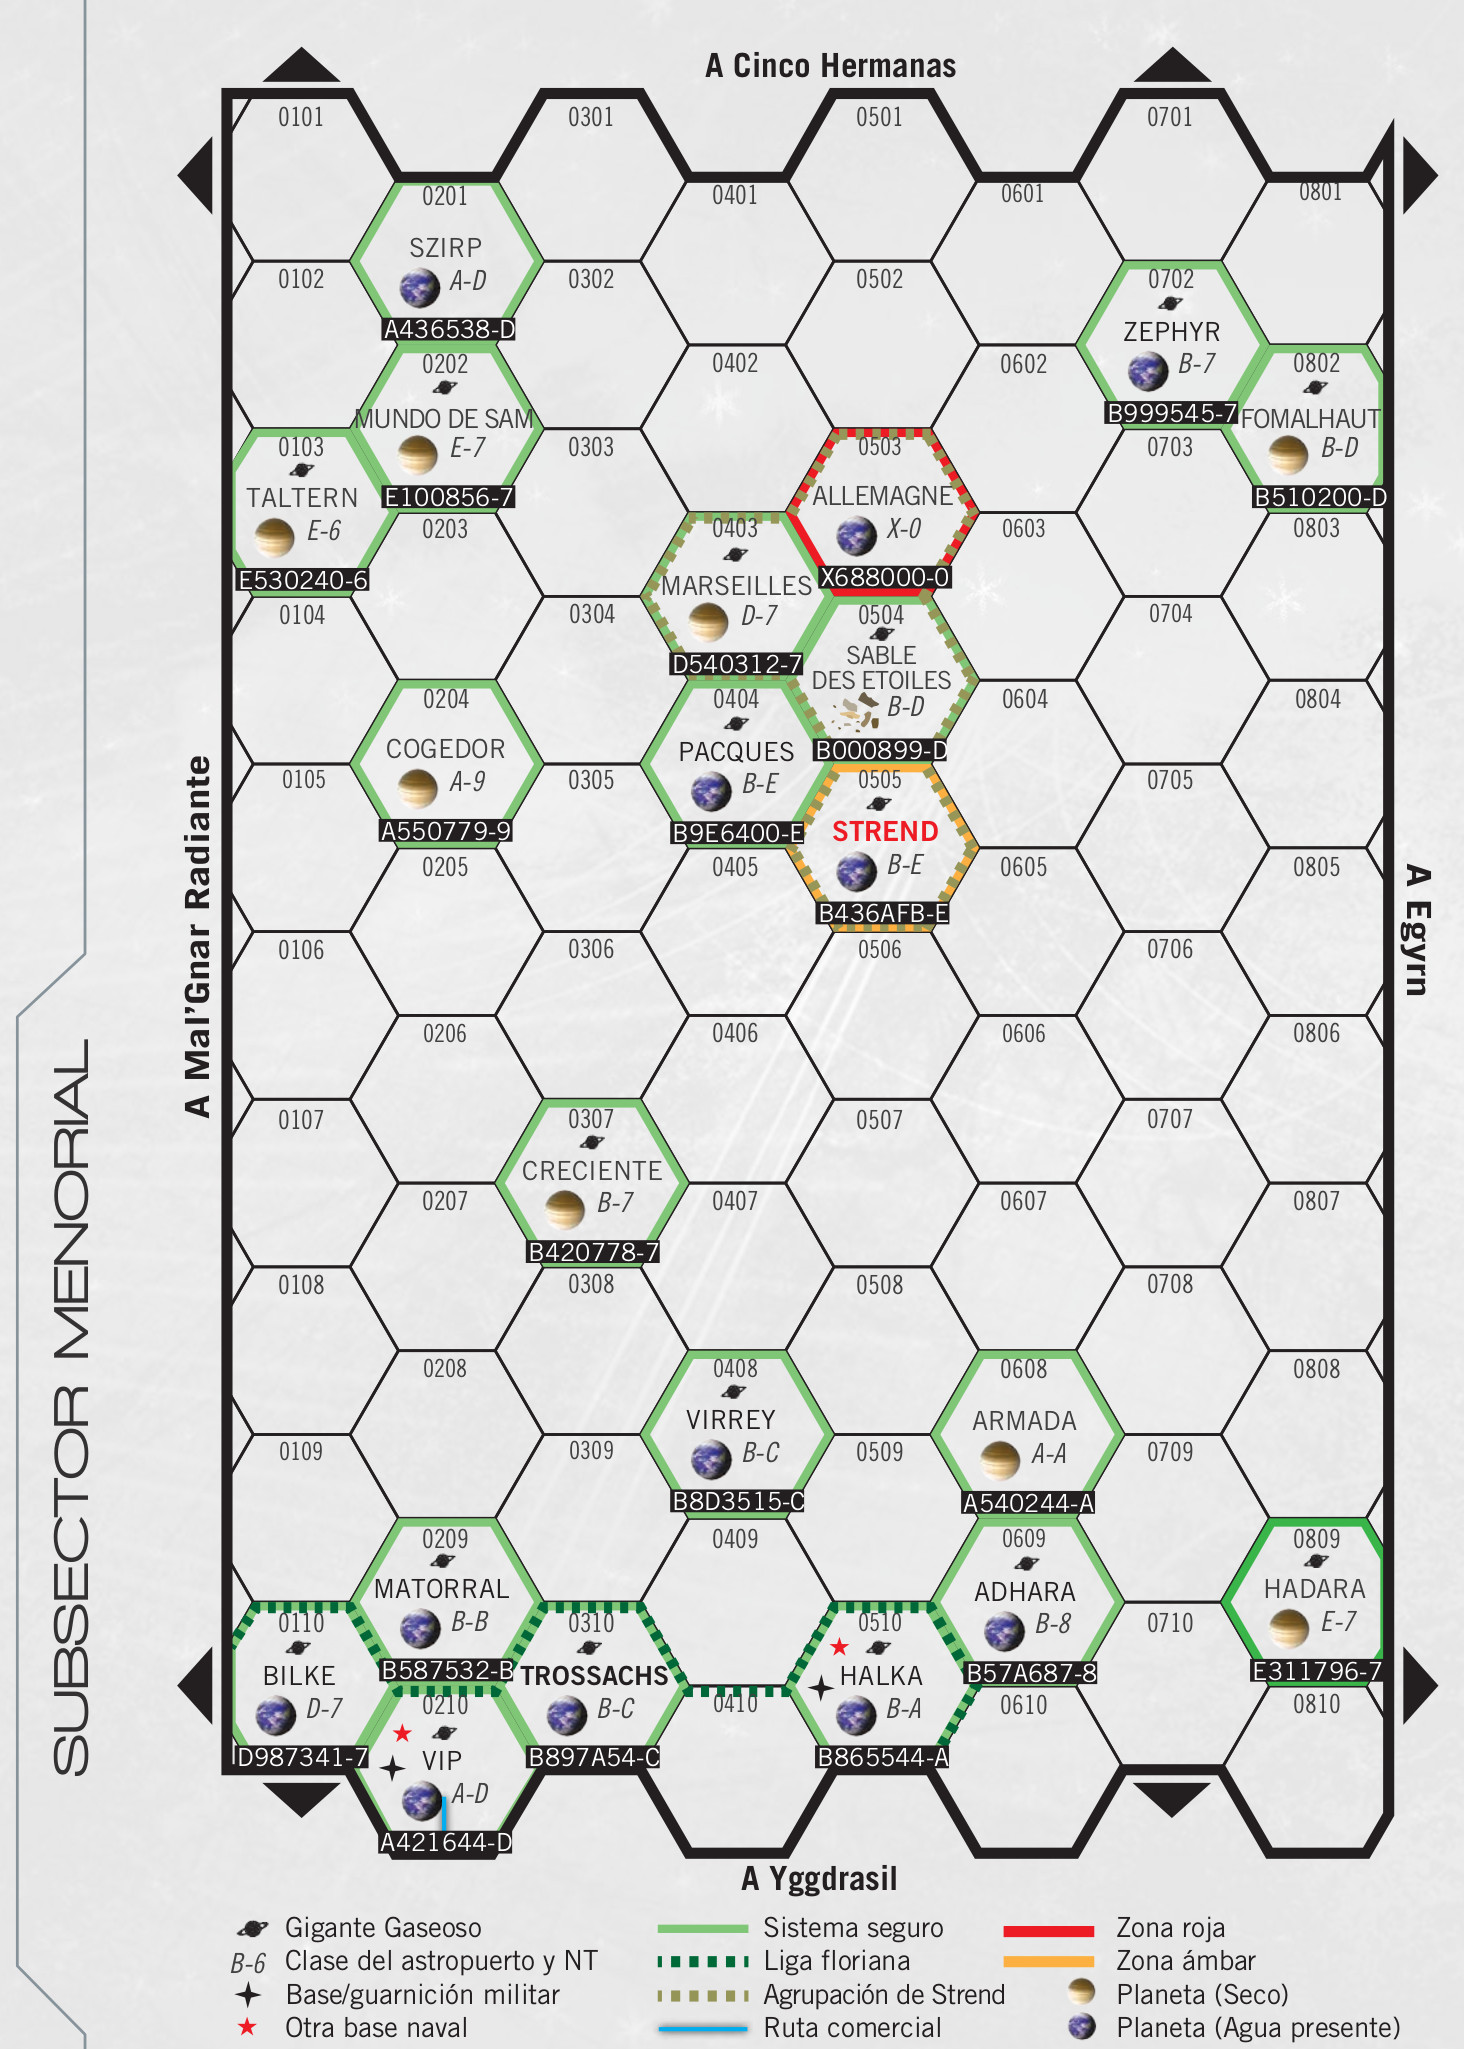 A Cinco Hermanas
0101
0301
0501
0701
0201
0401
0601
0801
SZIRP
A-D
A436538-D
0102
0302
0502
0702
ZEPHYR
B-7
B999545-7
0202
MUNDO DE SAM
E-7
E100856-7
0402
0602
0802
FOMALHAUT
B-D
B510200-D
0103
TALTERN
E-6
E530240-6
0303
0503
ALLEMAGNE
X-0
X688000-0
0703
0203
0403
MARSEILLES
D-7
D540312-7
0603
0803
0104
0304
0504
SABLE
DES ETOILES
B-D
B000899-D
0704
0204
COGEDOR
A-9
A550779-9
0404
PACQUES
B-E
B9E6400-E
0604
0804
0105
0305
0505
STREND
B-E
B436AFB-E
0705
0205
0405
0605
0805
0106
0306
0506
0706
0206
0406
0606
0806
0107
0307
CRECIENTE
B-7
B420778-7
0507
0707
0207
0407
0607
0807
0108
0308
0508
0708
0208
0408
VIRREY
B-C
B8D3515-C
0608
ARMADA
A-A
A540244-A
0808
0109
0309
0509
0709
0209
MATORRAL
B-B
B587532-B
0409
0609
ADHARA
B-8
B57A687-8
0809
HADARA
E-7
E311796-7
0110
BILKE
D-7
D987341-7
0310
TROSSACHS
B-C
B897A54-C
0510
HALKA
B-A
B865544-A
0710
0210
VIP
A-D
A421644-D
0410
0610
0810
A Mal'Gnar Radiante
A Egyrn
SUBSECTOR MENORIAL
A Yggdrasil
Gigante Gaseoso
B-6 Clase del astropuerto y NT
Base/guarnición militar
Otra base naval
Sistema seguro
Liga floriana
Agrupación de Strend
Ruta comercial
Zona roja
Zona ámbar
Planeta (Seco)
Planeta (Agua presente)